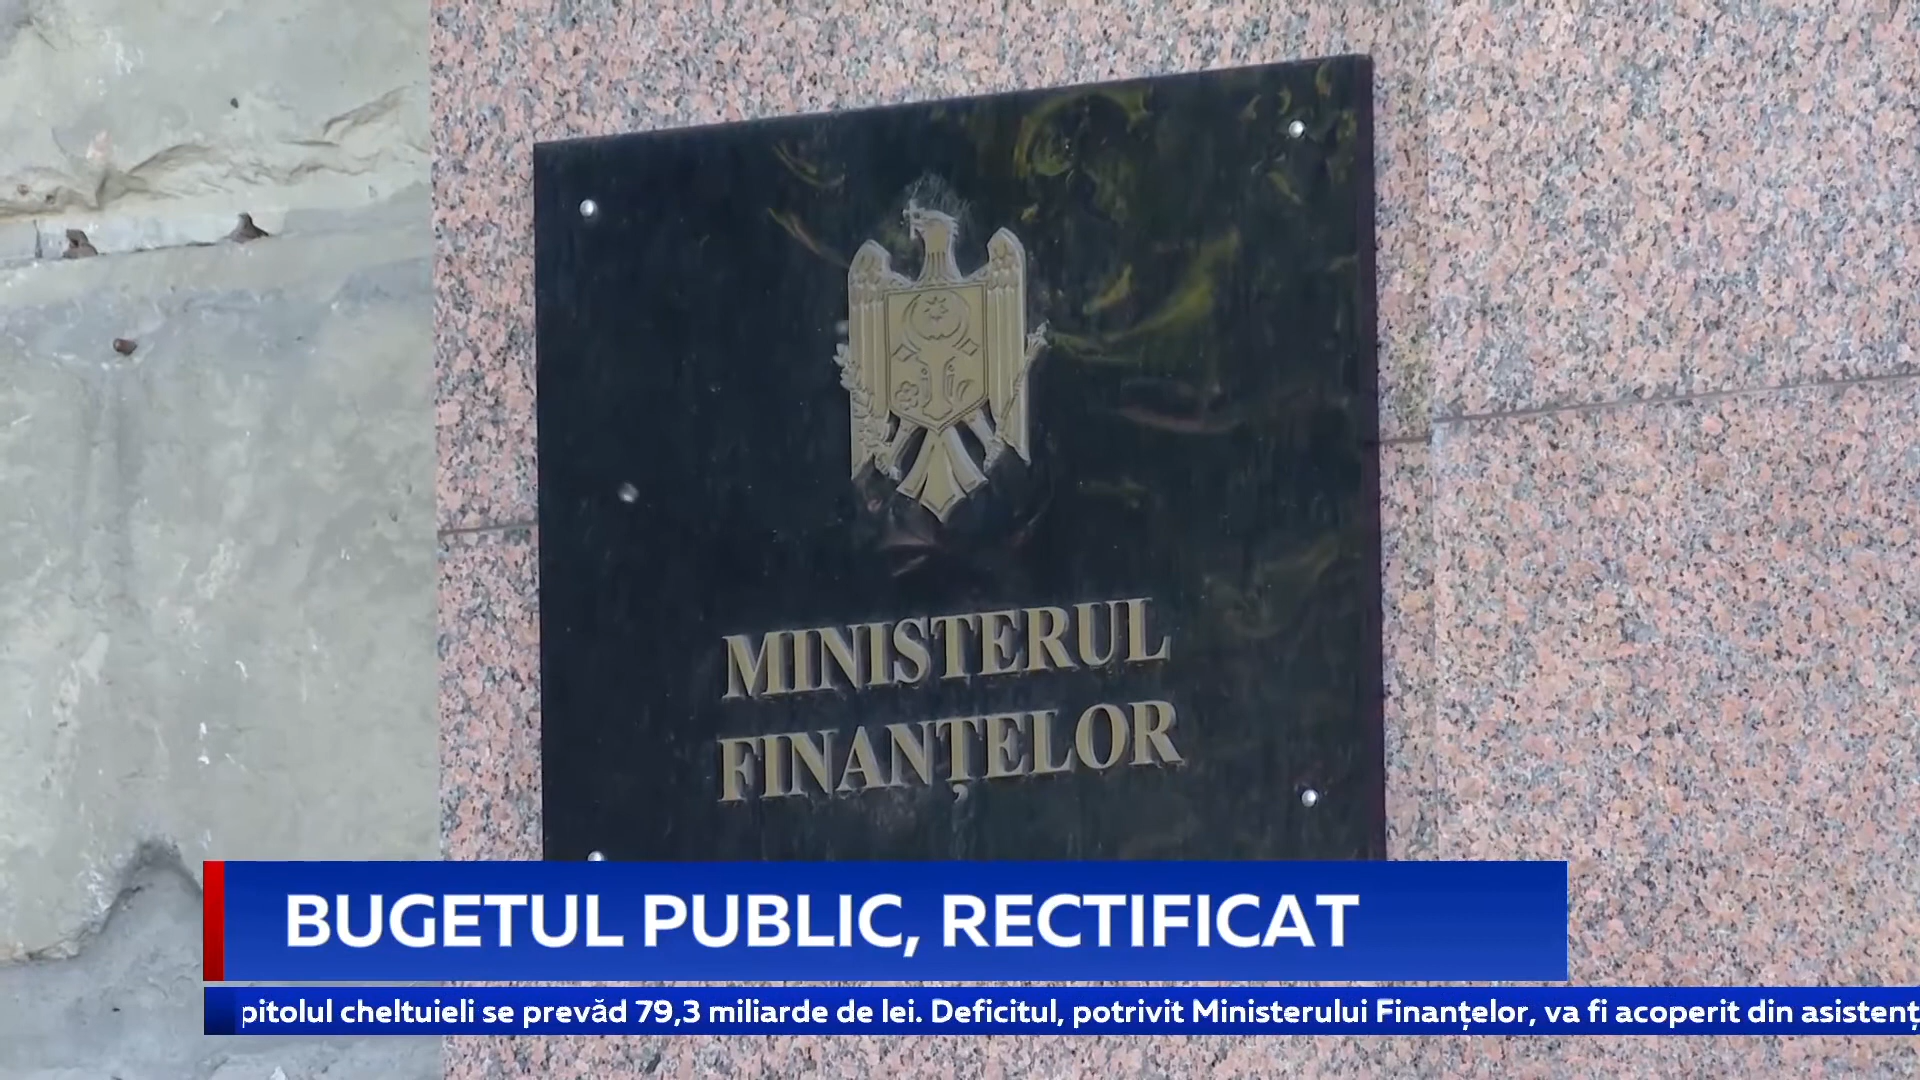 MINISTERUL
FINANȚELOR
BUGETUL PUBLIC, RECTIFICAT
pitolul cheltuieli se prevăd 79,3 miliarde de lei. Deficitul, potrivit Ministerului Finanțelor, va fi acoperit din asistenț